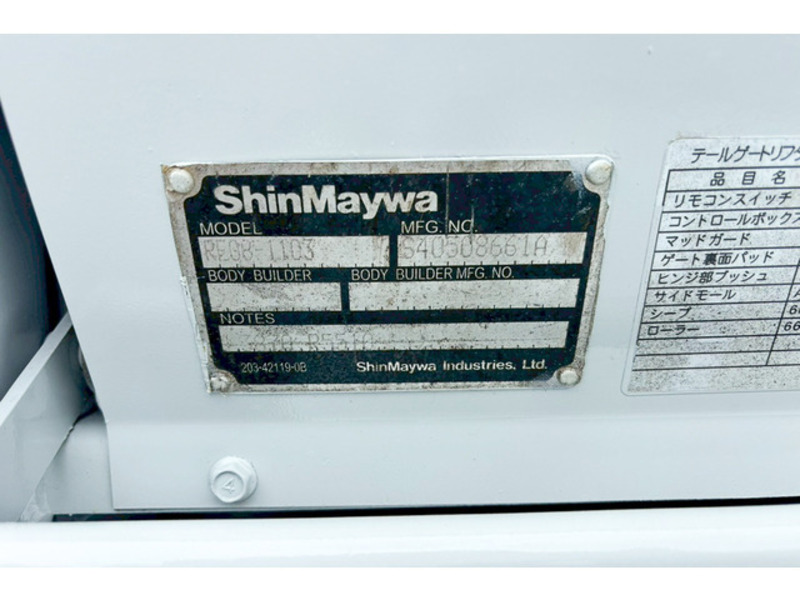 ShinMaywa
MODEL MFG. NO.
RE08-1103 S40508661A
BODY BUILDER BODY BUILDER MFG. NO.
NOTES
203-42119-0B ShinMaywa Industries, Ltd.
テールゲートリフタ
品目名
リモコンスイッチ
コントロールボックス
マッドガード
ゲート裏面パッド
ヒンジ部ブッシュ
サイドモール
シーブ
ローラー
4